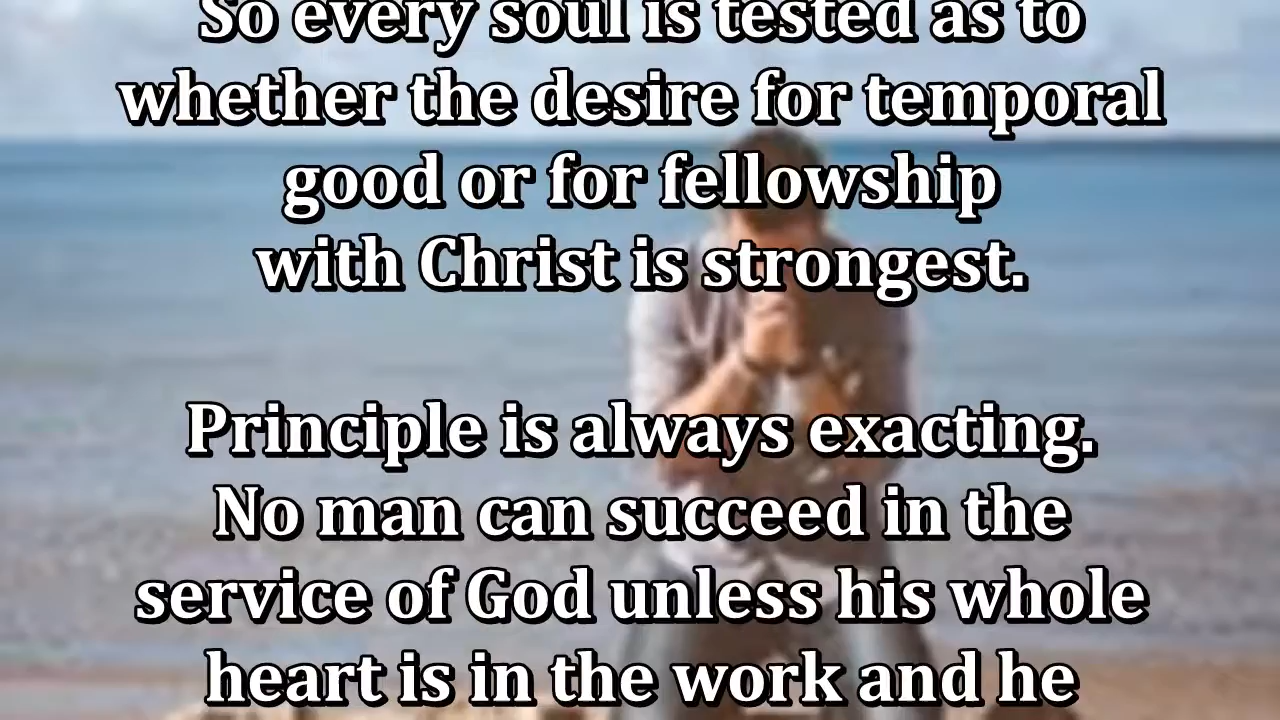 So every soul is tested as to
whether the desire for temporal
good or for fellowship
with Christ is strongest.
Principle is always exacting.
No man can succeed in the
service of God unless his whole
heart is in the work and he